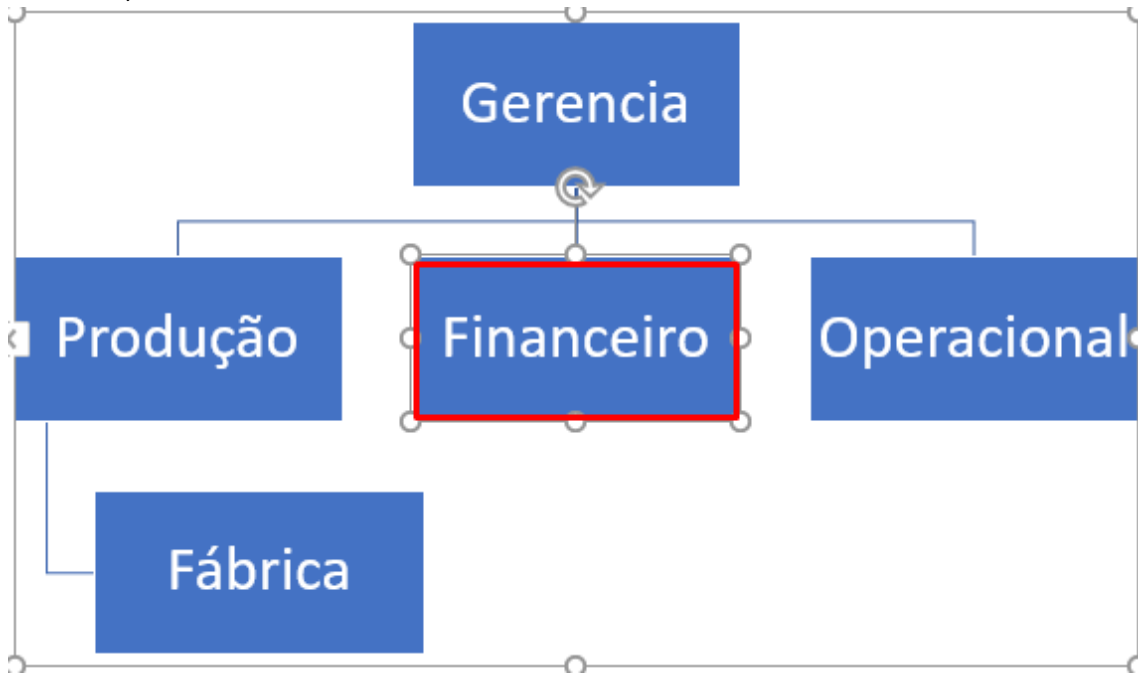 Gerencia
Produção
Financeiro
Operacional
Fábrica